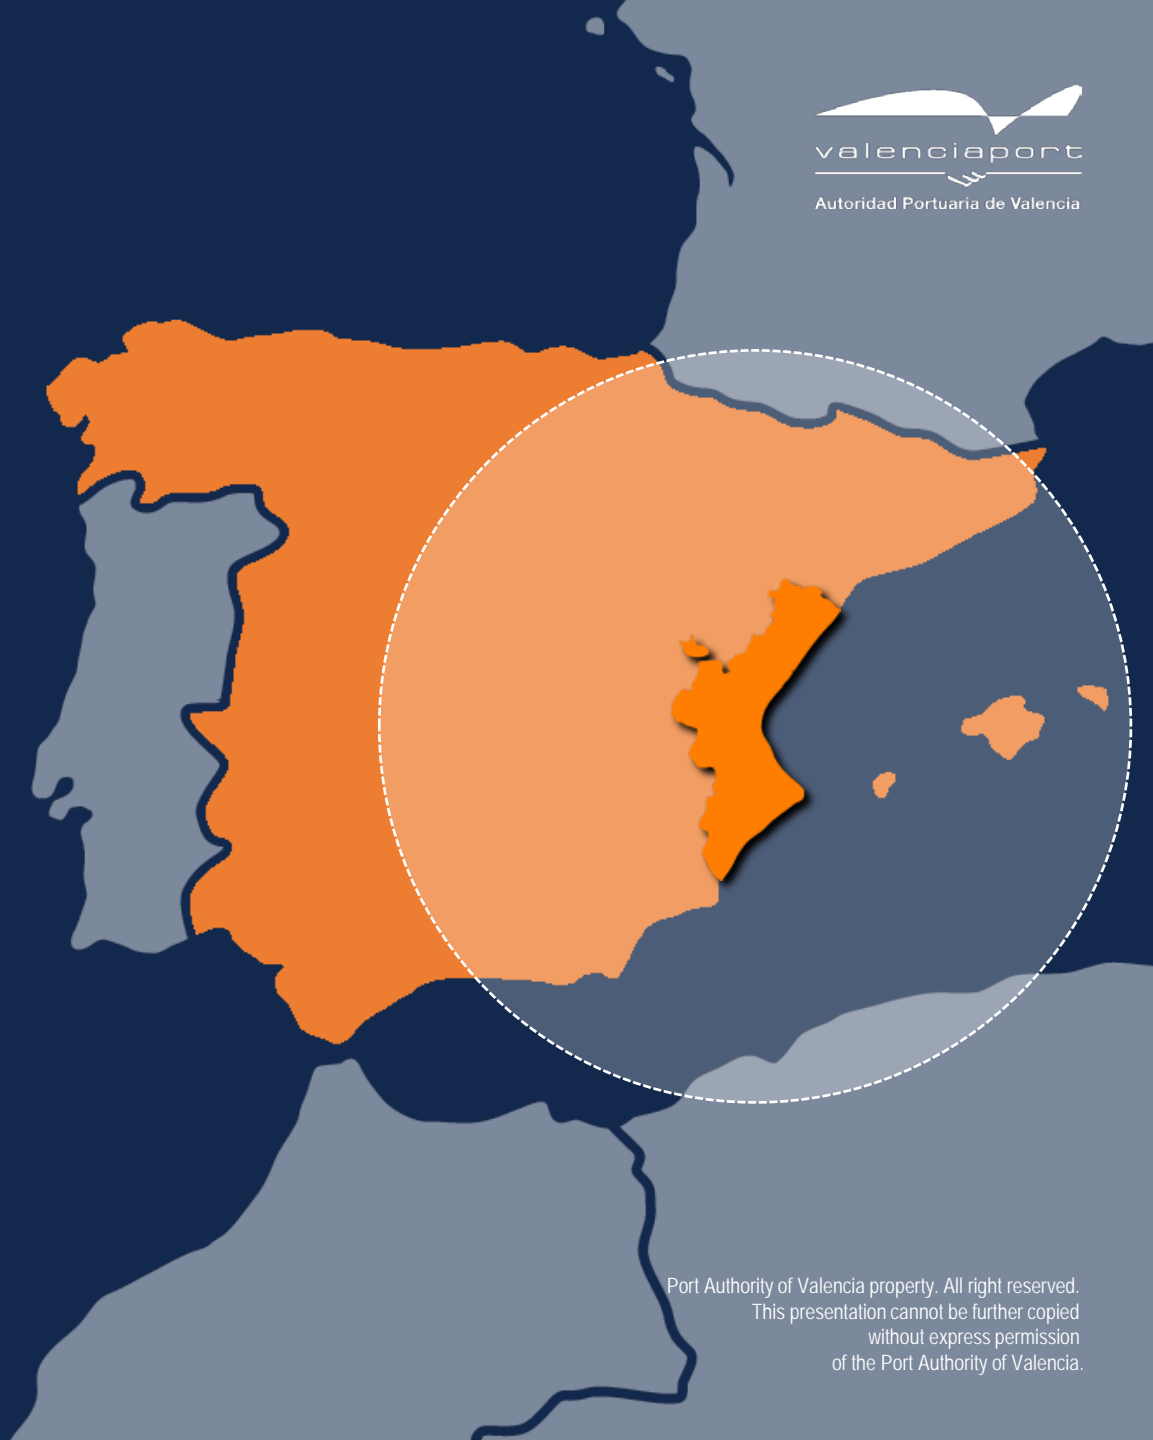 valenciaport
Autoridad Portuaria de Valencia
Port Authority of Valencia property. All right reserved.
This presentation cannot be further copied
without express permission
of the Port Authority of Valencia.